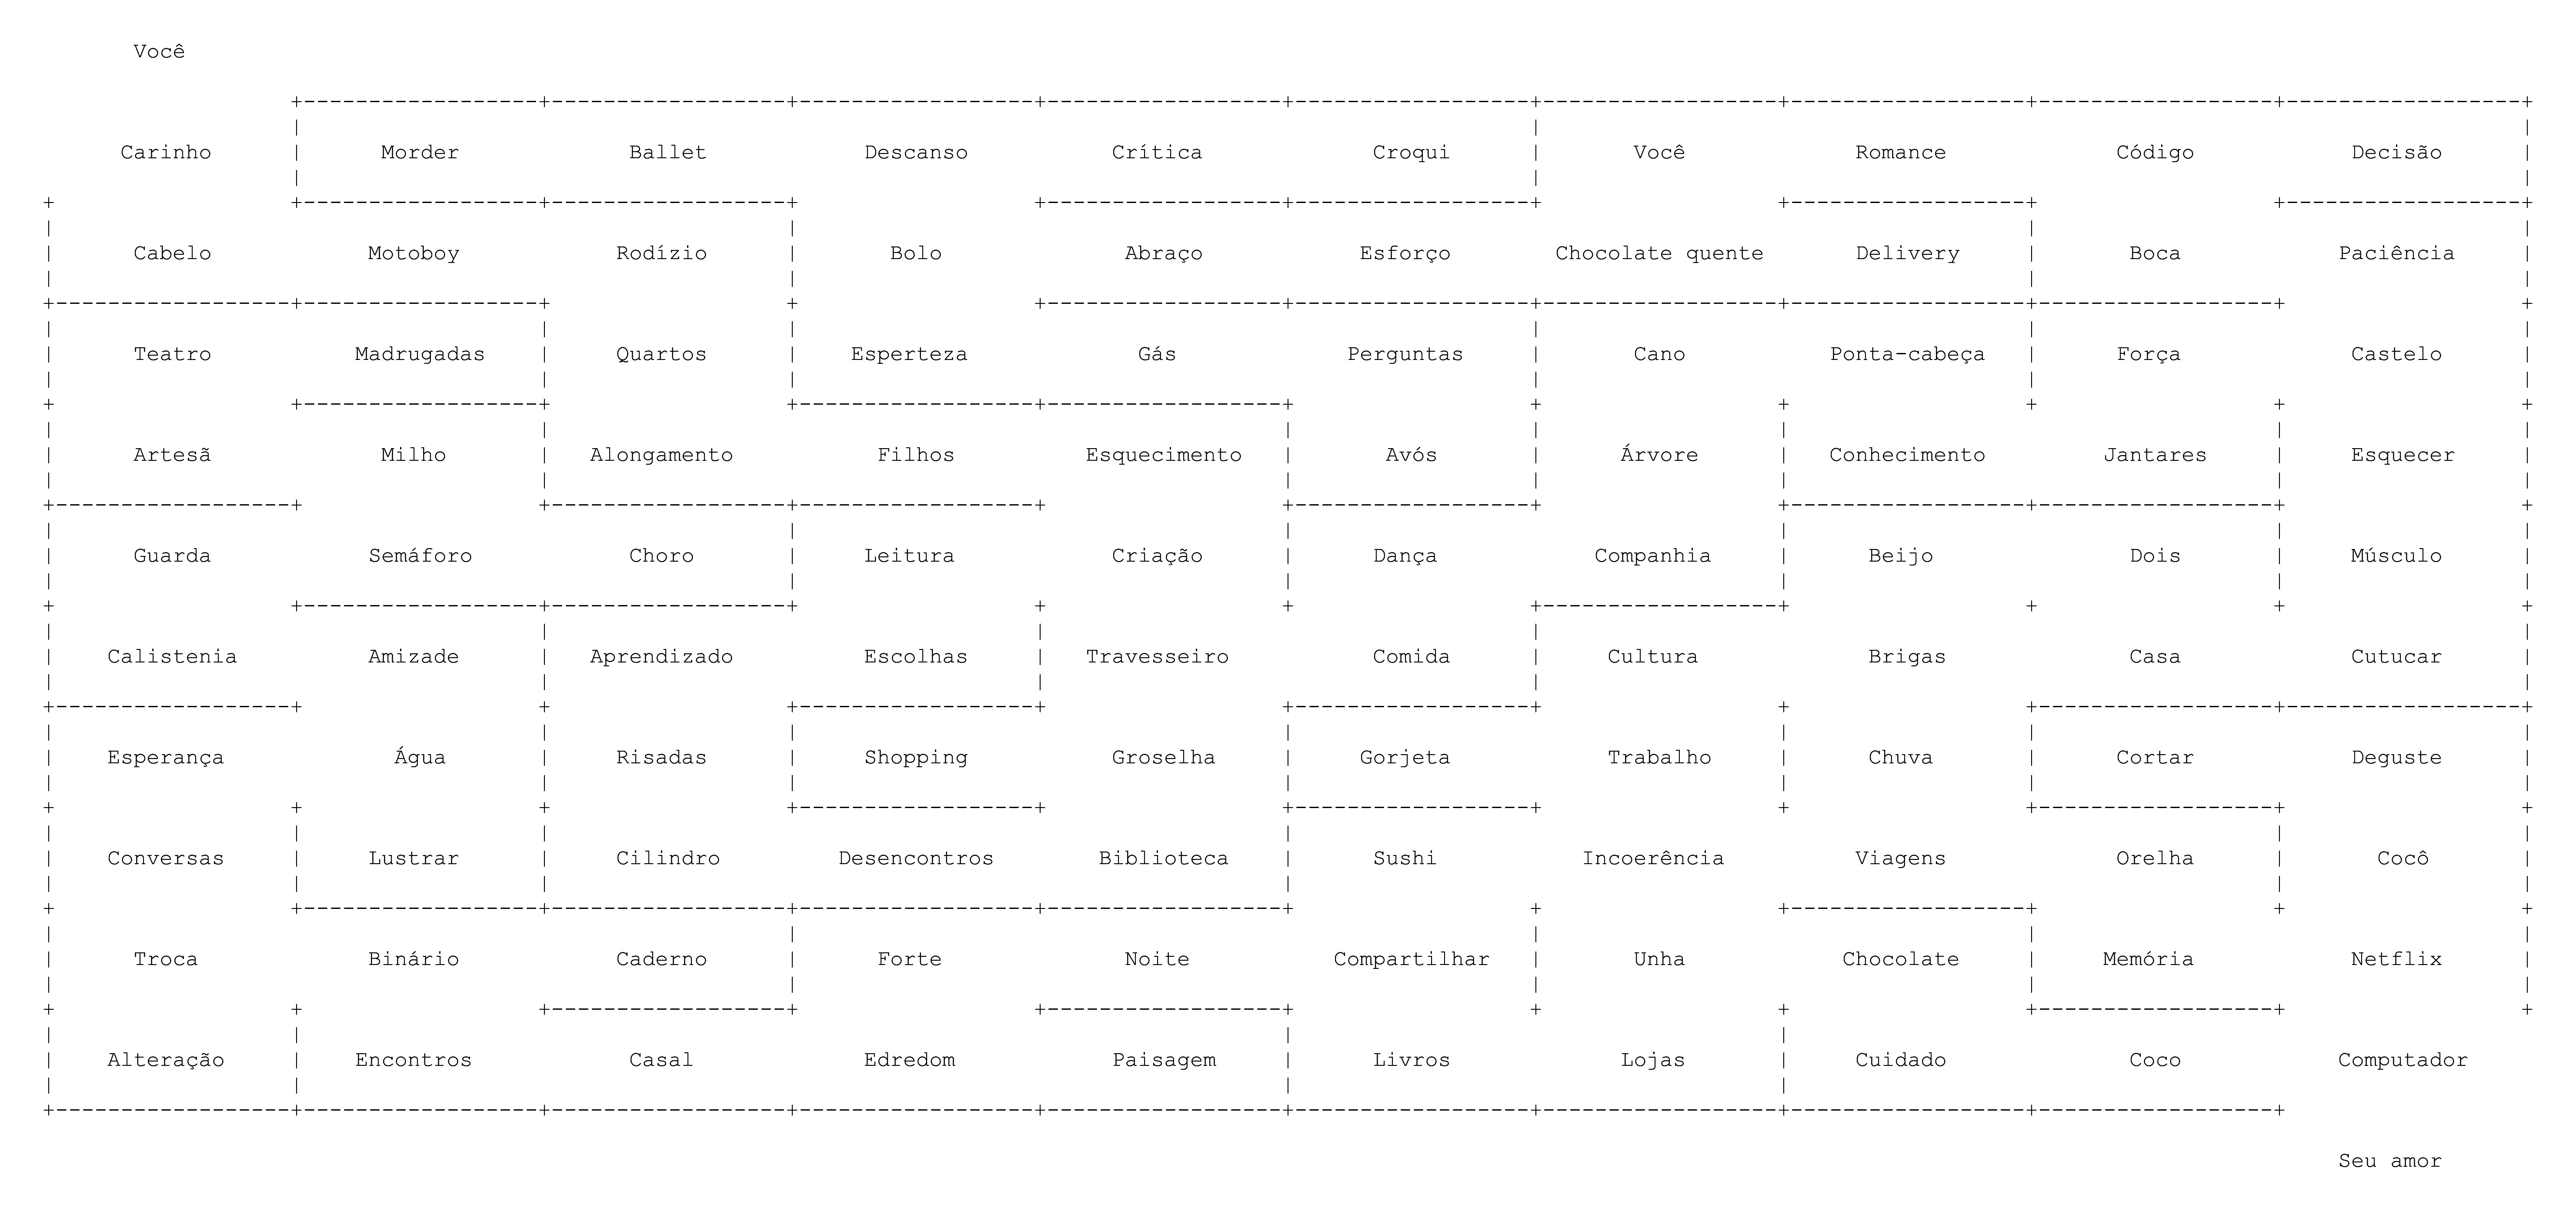 Você
Carinho Morder Ballet Descanso Crítica Croqui Você Romance Código Decisão
Cabelo Motoboy Rodízio Bolo Abraço Esforço Chocolate quente Delivery Boca Paciência
Teatro Madrugadas Quartos Esperteza Gás Perguntas Cano Ponta-cabeça Força Castelo
Artesã Milho Alongamento Filhos Esquecimento Avós Árvore Conhecimento Jantares Esquecer
Guarda Semáforo Choro Leitura Criação Dança Companhia Beijo Dois Músculo
Calistenia Amizade Aprendizado Escolhas Travesseiro Comida Cultura Brigas Casa Cutucar
Esperança Água Risadas Shopping Groselha Gorjeta Trabalho Chuva Cortar Deguste
Conversas Lustrar Cilindro Desencontros Biblioteca Sushi Incoerência Viagens Orelha Cocô
Troca Binário Caderno Forte Noite Compartilhar Unha Chocolate Memória Netflix
Alteração Encontros Casal Edredom Paisagem Livros Lojas Cuidado Coco Computador
Seu amor